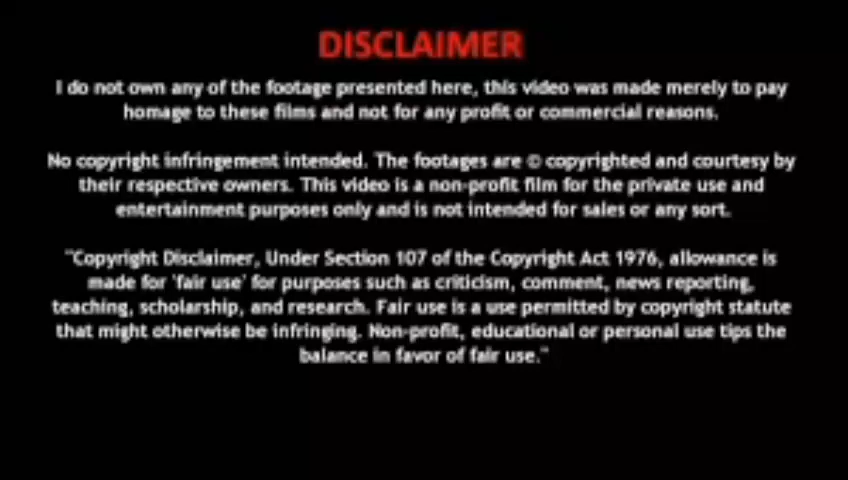 DISCLAIMER
I do not own any of the footage presented here, this video was made merely to pay
homage to these films and not for any profit or commercial reasons.
No copyright infringement intended. The footages are © copyrighted and courtesy by
their respective owners. This video is a non-profit film for the private use and
entertainment purposes only and is not intended for sales or any sort.
"Copyright Disclaimer, Under Section 107 of the Copyright Act 1976, allowance is
made for 'fair use' for purposes such as criticism, comment, news reporting,
teaching, scholarship, and research. Fair use is a use permitted by copyright statute
that might otherwise be infringing. Non-profit, educational or personal use tips the
balance in favor of fair use."